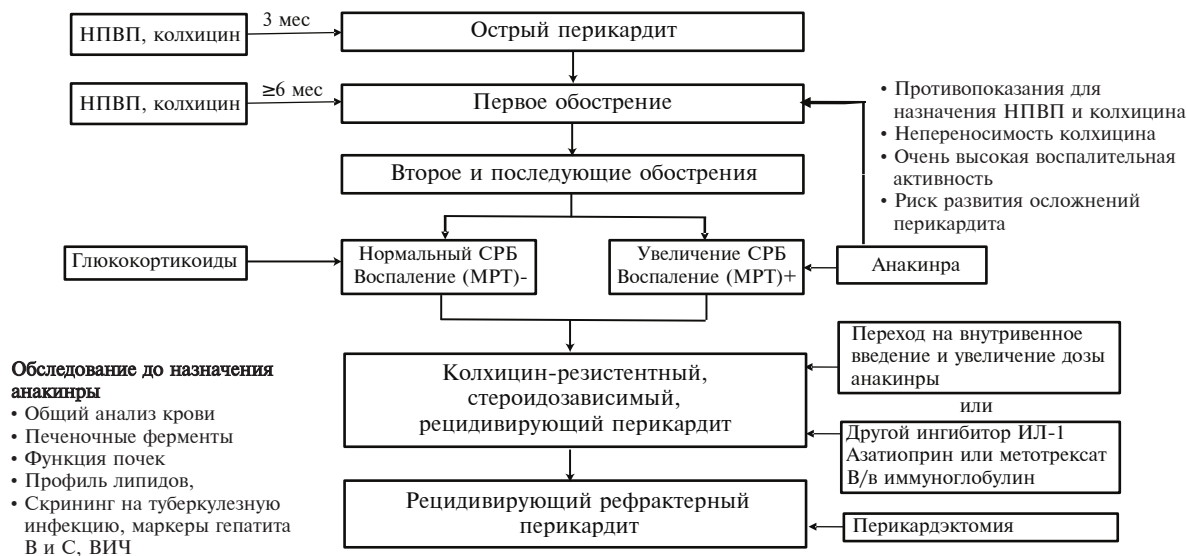 НПВП, колхицин
3 мес
Острый перикардит
НПВП, колхицин
≥6 мес
Первое обострение
• Противопоказания для
назначения НПВП и колхицина
• Непереносимость колхицина
• Очень высокая воспалительная
активность
• Риск развития осложнений
перикардита
Второе и последующие обострения
Глюкокортикоиды
Нормальный СРБ
Воспаление (МРТ)-
Увеличение СРБ
Воспаление (МРТ)+
Анакинра
Переход на внутривенное
введение и увеличение дозы
анакинры
или
Другой ингибитор ИЛ-1
Азатиоприн или метотрексат
В/в иммуноглобулин
Колхицин-резистентный,
стероидозависимый,
рецидивирующий перикардит
Обследование до назначения
анакинры
• Общий анализ крови
• Печеночные ферменты
• Функция почек
• Профиль липидов,
• Скрининг на туберкулезную
инфекцию, маркеры гепатита
В и С, ВИЧ
Рецидивирующий рефрактерный
перикардит
Перикардэктомия